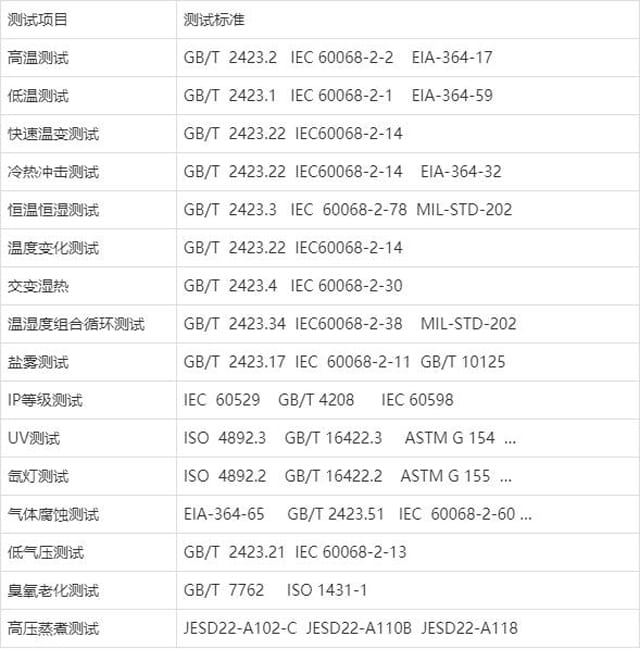 测试项目 测试标准
高温测试 GB/T 2423.2 IEC 60068-2-2 EIA-364-17
低温测试 GB/T 2423.1 IEC 60068-2-1 EIA-364-59
快速温变测试 GB/T 2423.22 IEC60068-2-14
冷热冲击测试 GB/T 2423.22 IEC60068-2-14 EIA-364-32
恒温恒湿测试 GB/T 2423.3 IEC 60068-2-78 MIL-STD-202
温度变化测试 GB/T 2423.22 IEC60068-2-14
交变湿热 GB/T 2423.4 IEC 60068-2-30
温湿度组合循环测试 GB/T 2423.34 IEC60068-2-38 MIL-STD-202
盐雾测试 GB/T 2423.17 IEC 60068-2-11 GB/T 10125
IP等级测试 IEC 60529 GB/T 4208 IEC 60598
UV测试 ISO 4892.3 GB/T 16422.3 ASTM G 154 ...
氙灯测试 ISO 4892.2 GB/T 16422.2 ASTM G 155 ...
气体腐蚀测试 EIA-364-65 GB/T 2423.51 IEC 60068-2-60 ...
低气压测试 GB/T 2423.21 IEC 60068-2-13
臭氧老化测试 GB/T 7762 ISO 1431-1
高压蒸煮测试 JESD22-A102-C JESD22-A110B JESD22-A118